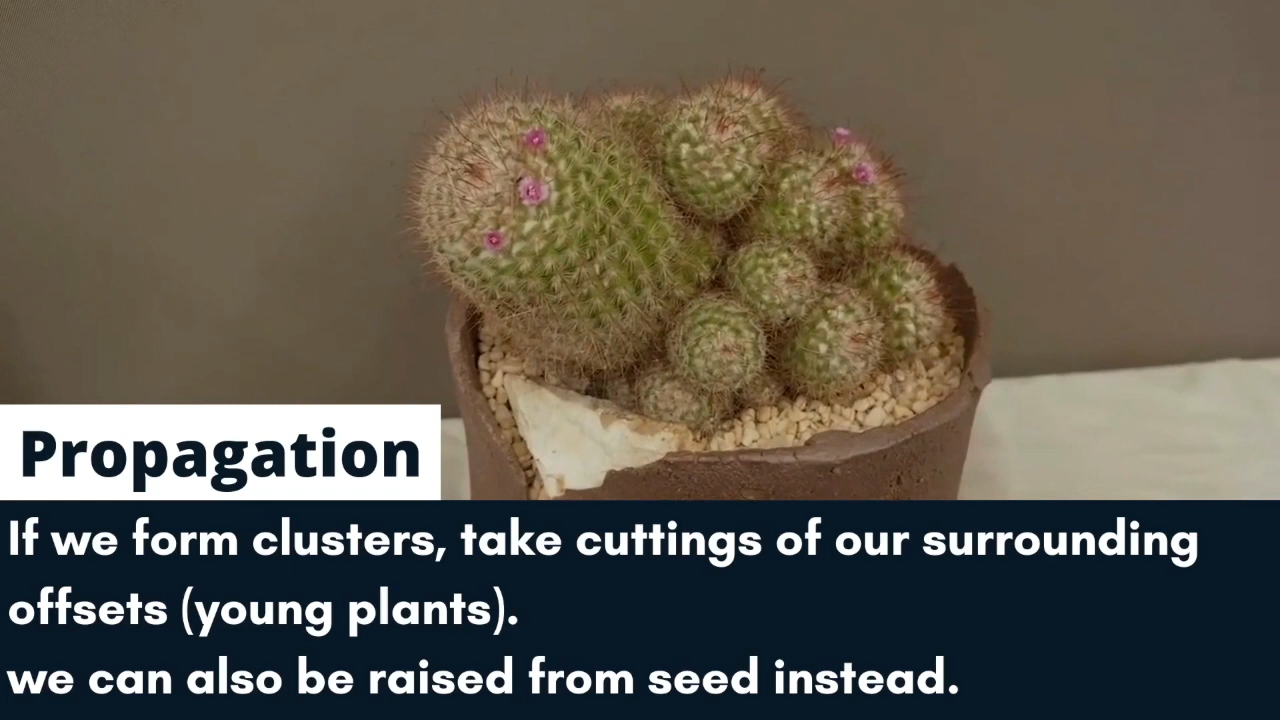 Propagation
If we form clusters, take cuttings of our surrounding
offsets (young plants).
we can also be raised from seed instead.